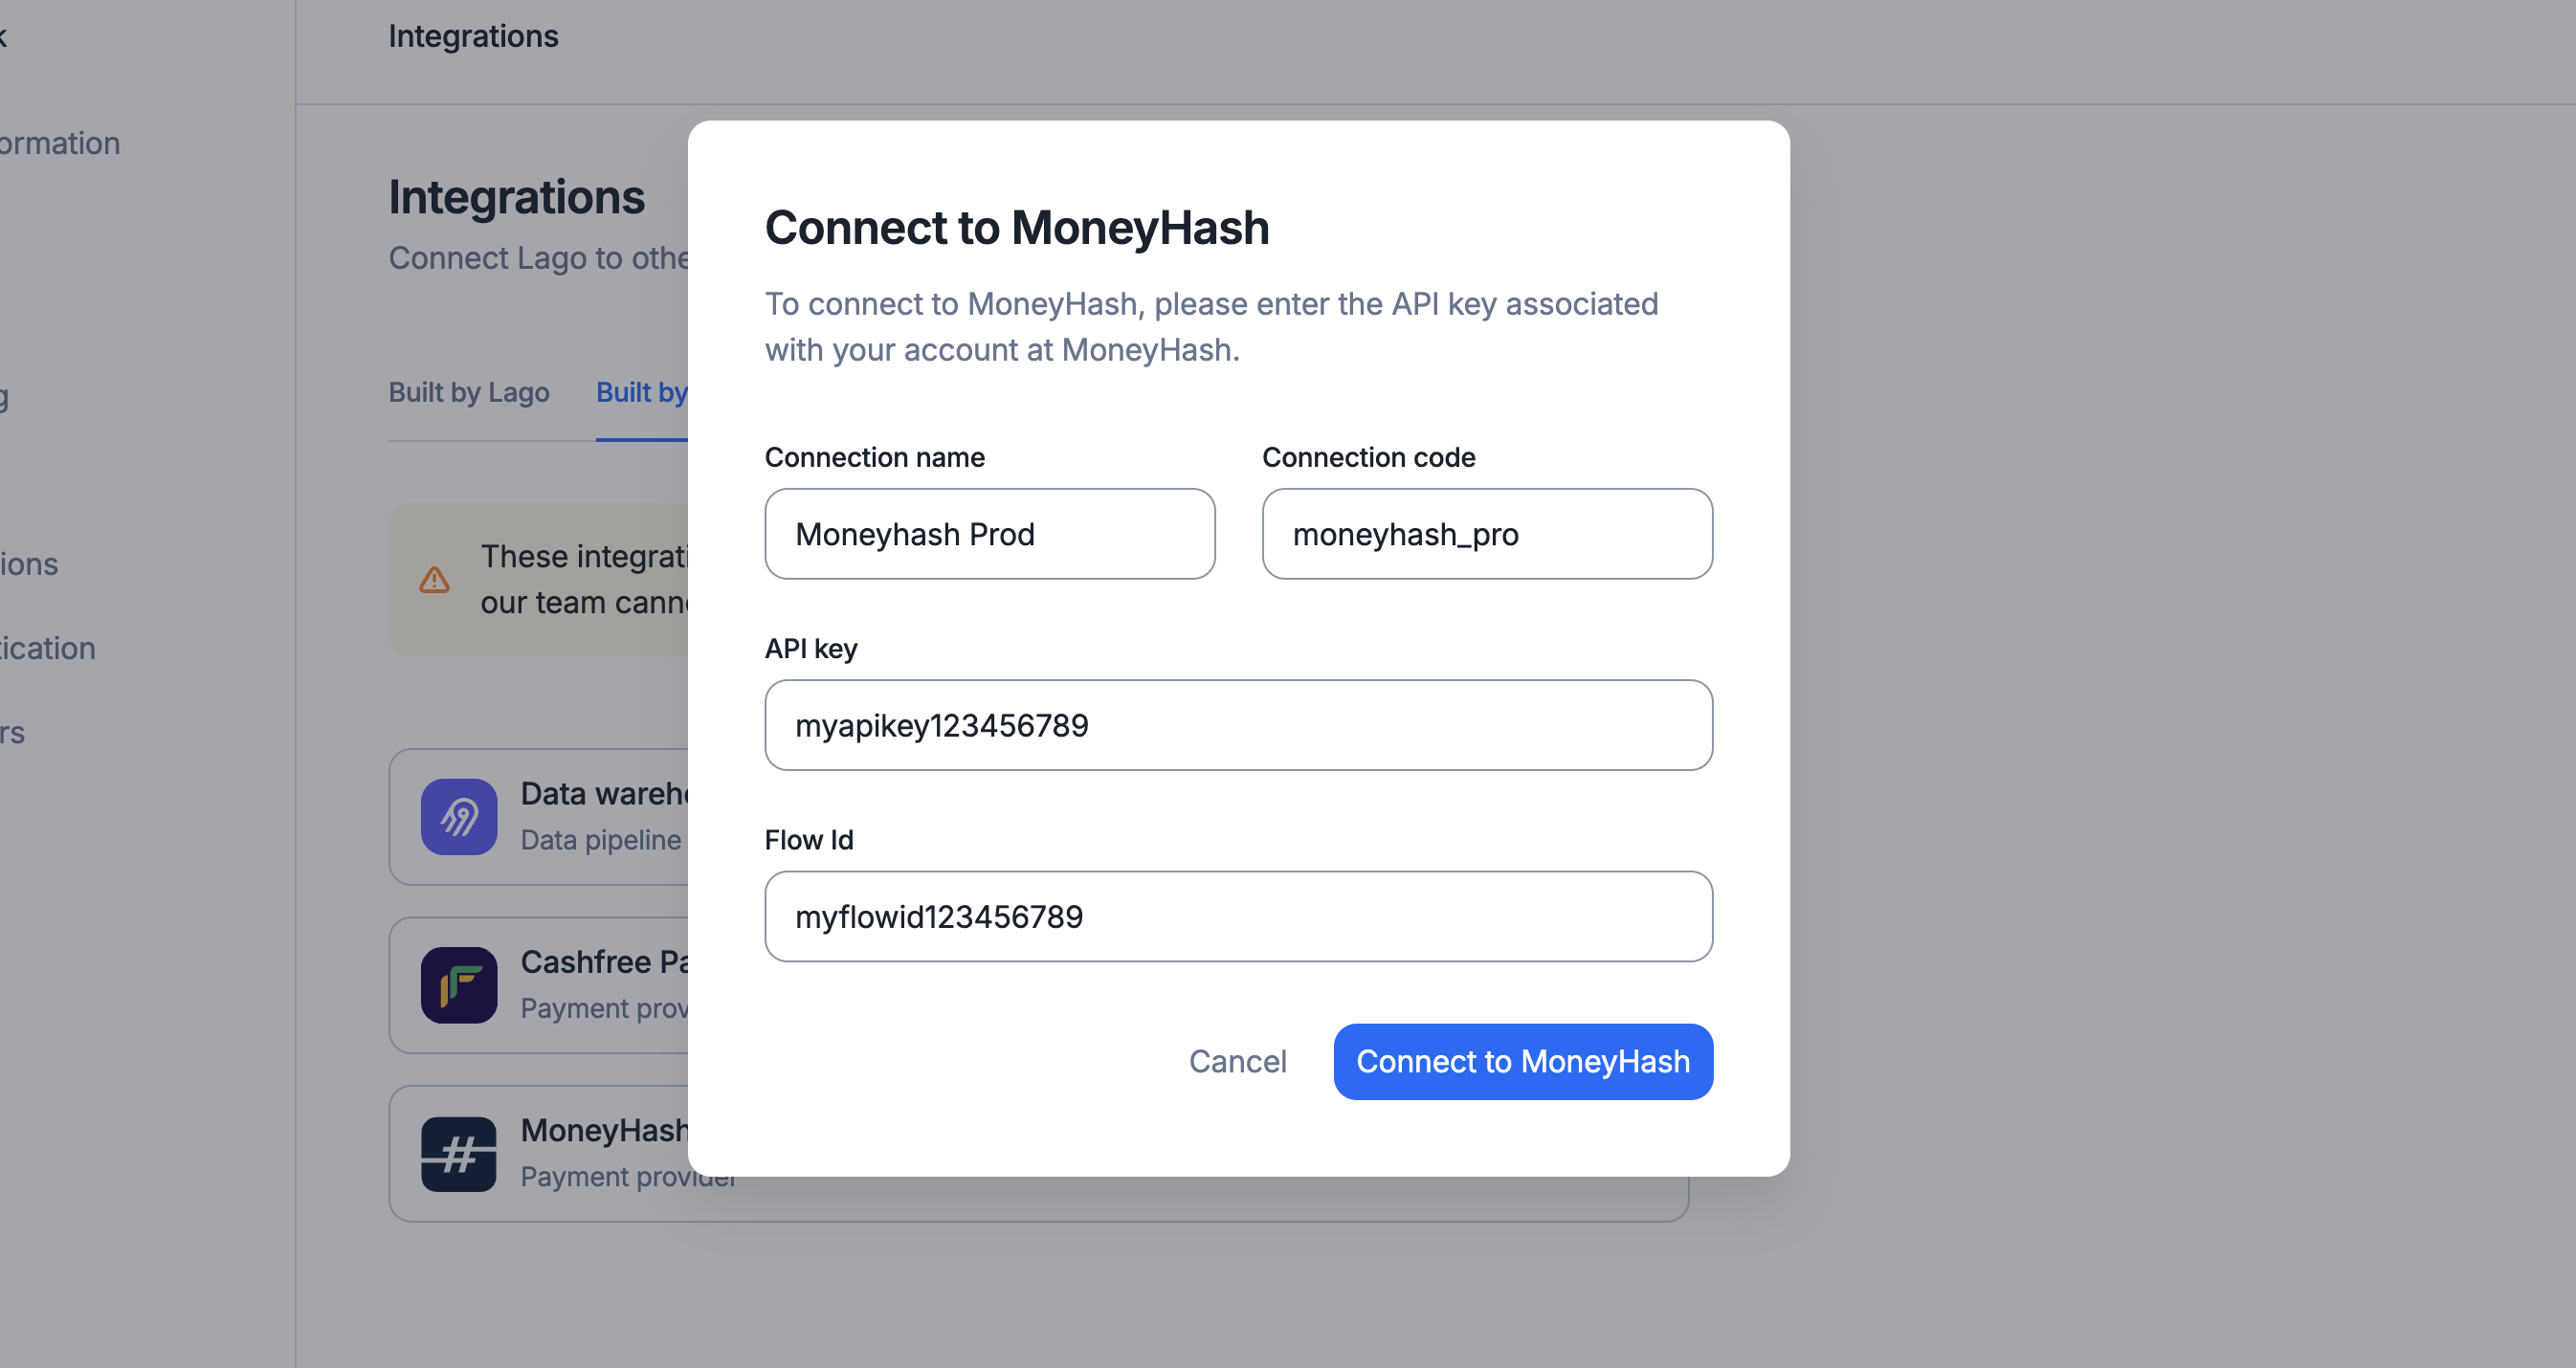 Integrations
ormation
Integrations
Connect Lago to othe
Built by Lago
Built by
These integrati
our team cann
ions
ication
rs
Data wareh
Data pipeline
Cashfree Pa
Payment prov
MoneyHash
Payment provider
Connect to MoneyHash
To connect to MoneyHash, please enter the API key associated
with your account at MoneyHash.
Connection name
Connection code
Moneyhash Prod
moneyhash_pro
API key
myapikey123456789
Flow Id
myflowid123456789
Cancel
Connect to MoneyHash